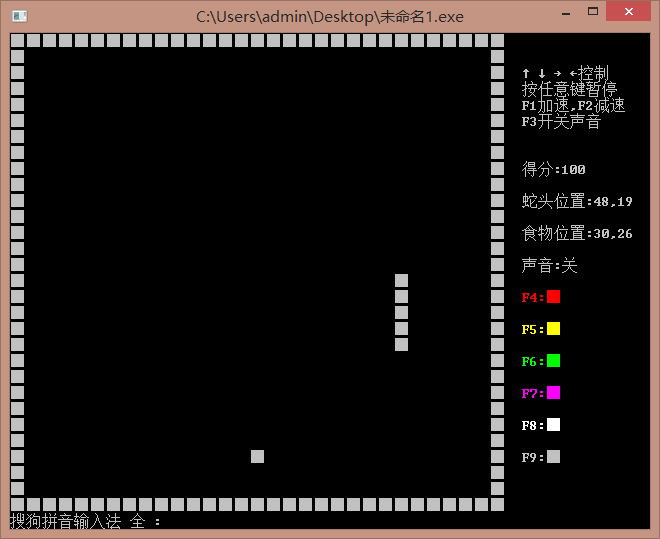 C:\Users\admin\Desktop\未命名1.exe
↑ ↓ → ←控制
按任意键暂停
F1加速,F2减速
F3开关声音
得分:100
蛇头位置:48,19
食物位置:30,26
声音:关
F4:
F5:
F6:
F7:
F8:
F9:
搜狗拼音输入法 全 :